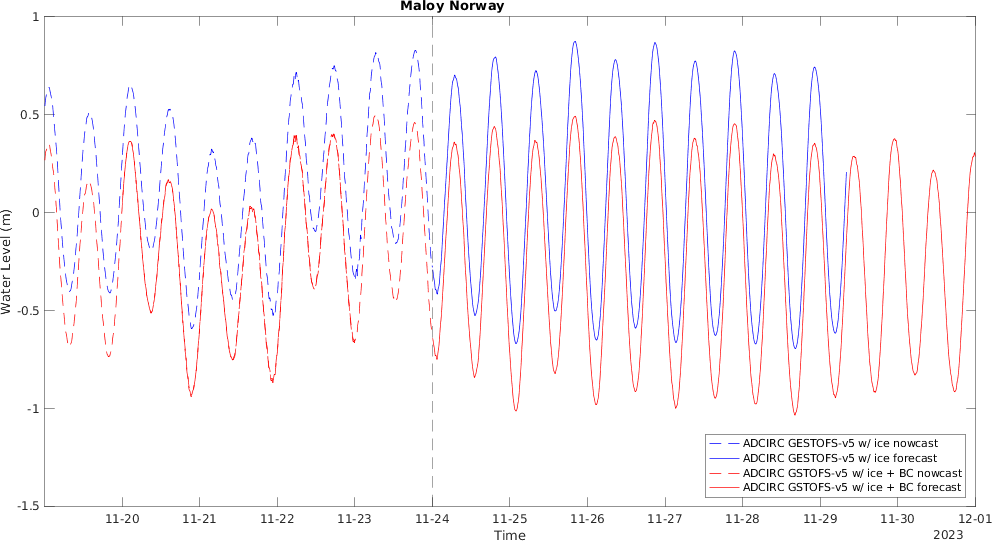 Maloy Norway
1
0.5
0
-0.5
-1
-1.5
Water Level (m)
ADCIRC GESTOFS-v5 w/ ice nowcast
ADCIRC GESTOFS-v5 w/ ice forecast
ADCIRC GSTOFS-v5 w/ ice + BC nowcast
ADCIRC GSTOFS-v5 w/ ice + BC forecast
11-20 11-21 11-22 11-23 11-24 11-25 11-26 11-27 11-28 11-29 11-30 12-01
Time
2023